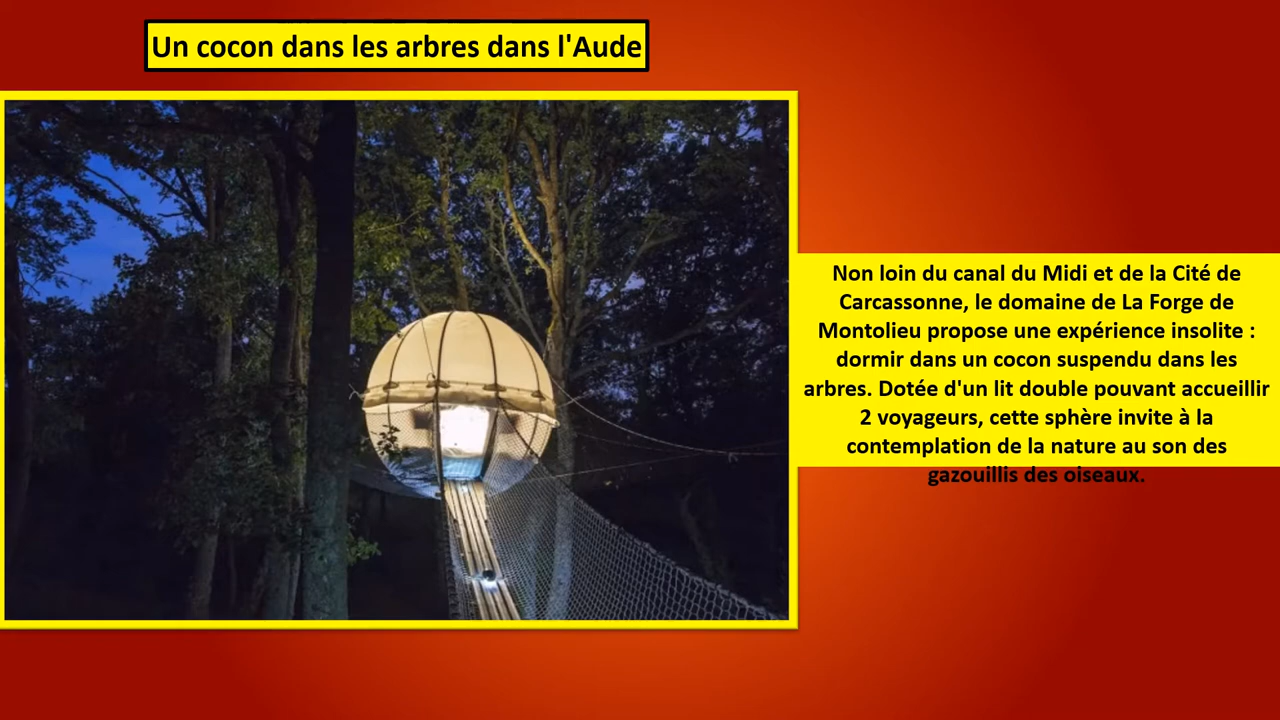 Un cocon dans les arbres dans l'Aude
Non loin du canal du Midi et de la Cité de
Carcassonne, le domaine de La Forge de
Montolieu propose une expérience insolite :
dormir dans un cocon suspendu dans les
arbres. Dotée d'un lit double pouvant accueillir
2 voyageurs, cette sphère invite à la
contemplation de la nature au son des
gazouillis des oiseaux.